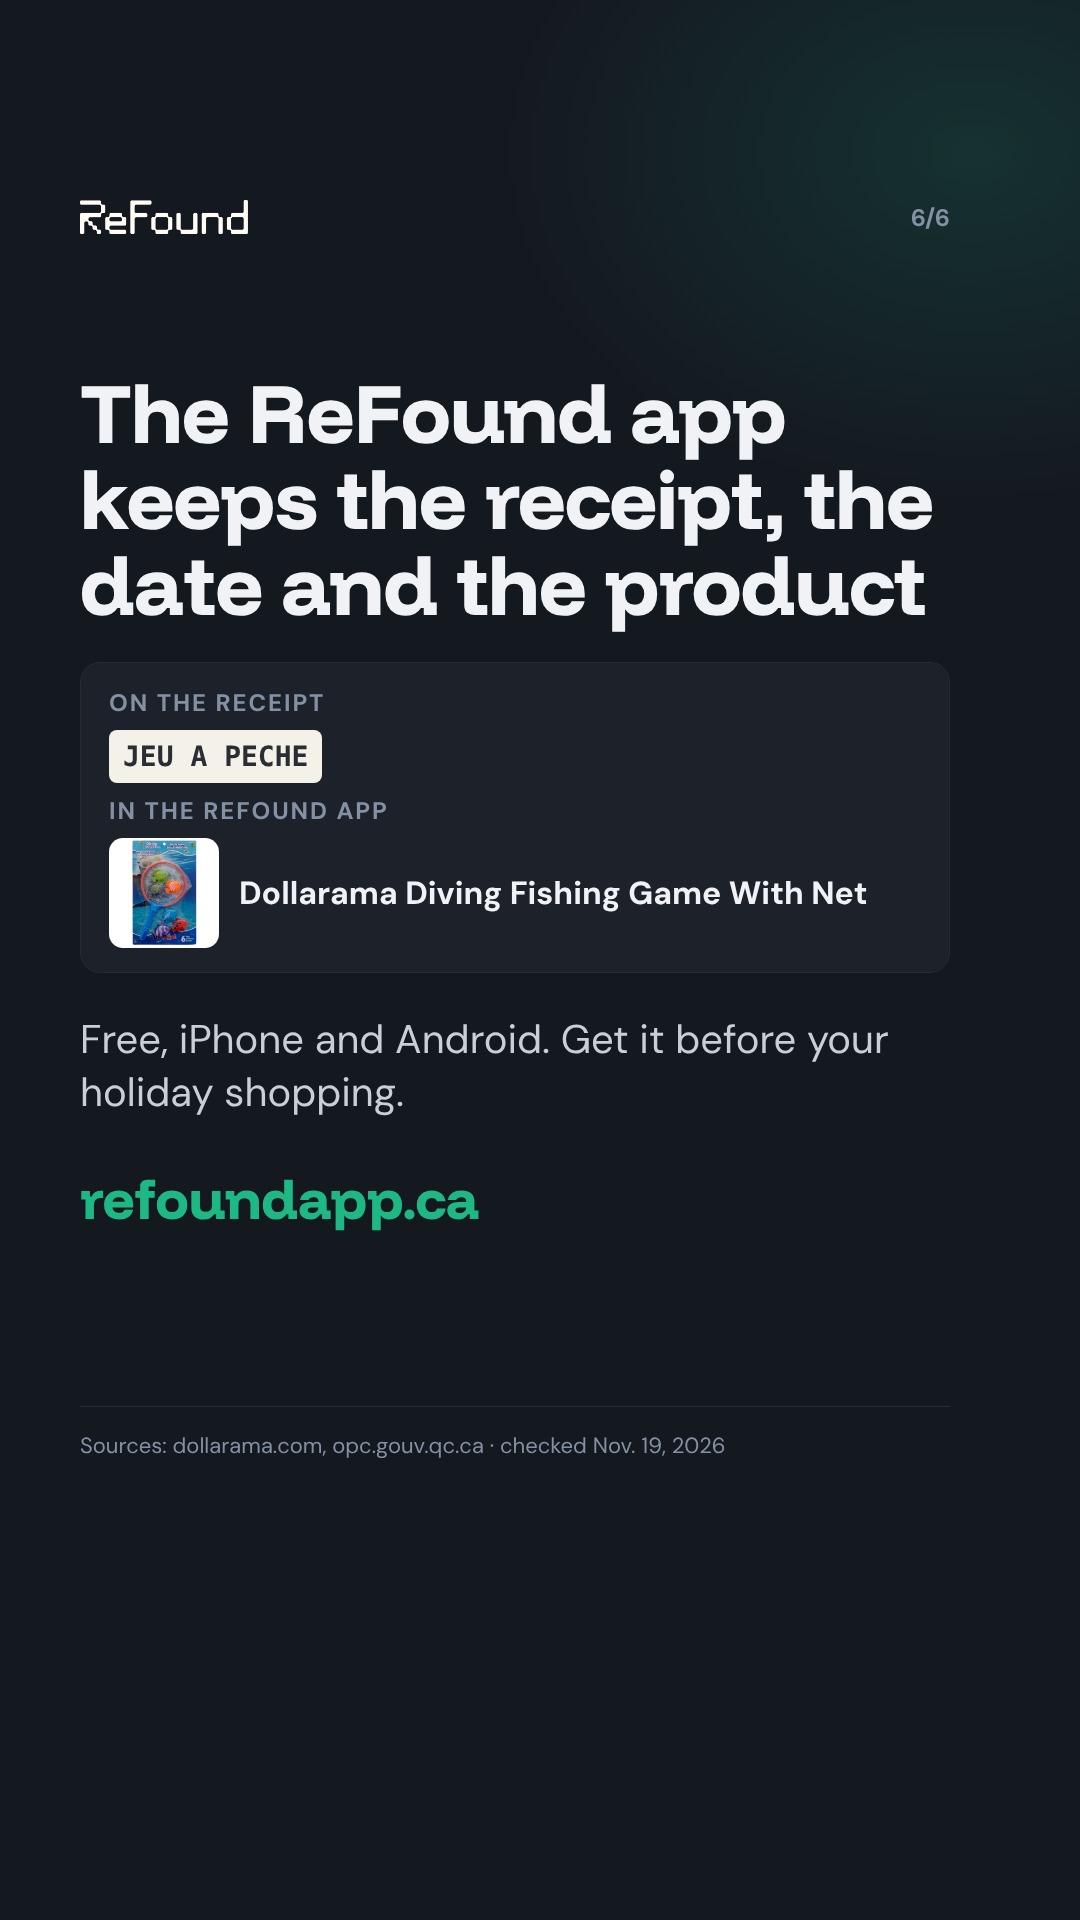 ReFound
6/6
The ReFound app
keeps the receipt, the
date and the product
ON THE RECEIPT
JEU A PECHE
IN THE REFOUND APP
Dollarama Diving Fishing Game With Net
Free, iPhone and Android. Get it before your
holiday shopping.
refoundapp.ca
Sources: dollarama.com, opc.gouv.qc.ca · checked Nov. 19, 2026